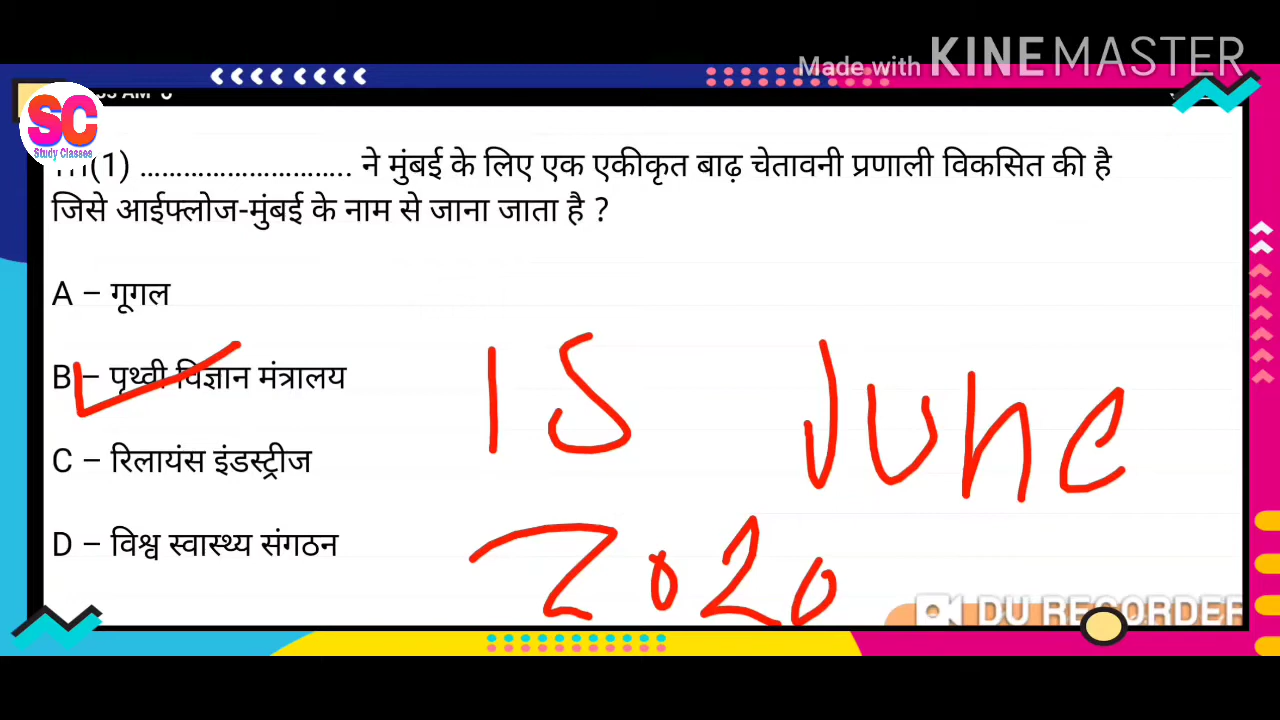 Made with KINEMASTER
SC
Study Classes
(1) ……………………….. ने मुंबई के लिए एक एकीकृत बाढ़ चेतावनी प्रणाली विकसित की है
जिसे आईफ्लोज-मुंबई के नाम से जाना जाता है ?
A – गूगल
B – पृथ्वी विज्ञान मंत्रालय
C – रिलायंस इंडस्ट्रीज
D – विश्व स्वास्थ्य संगठन
15 June
2020
DU RECORDER